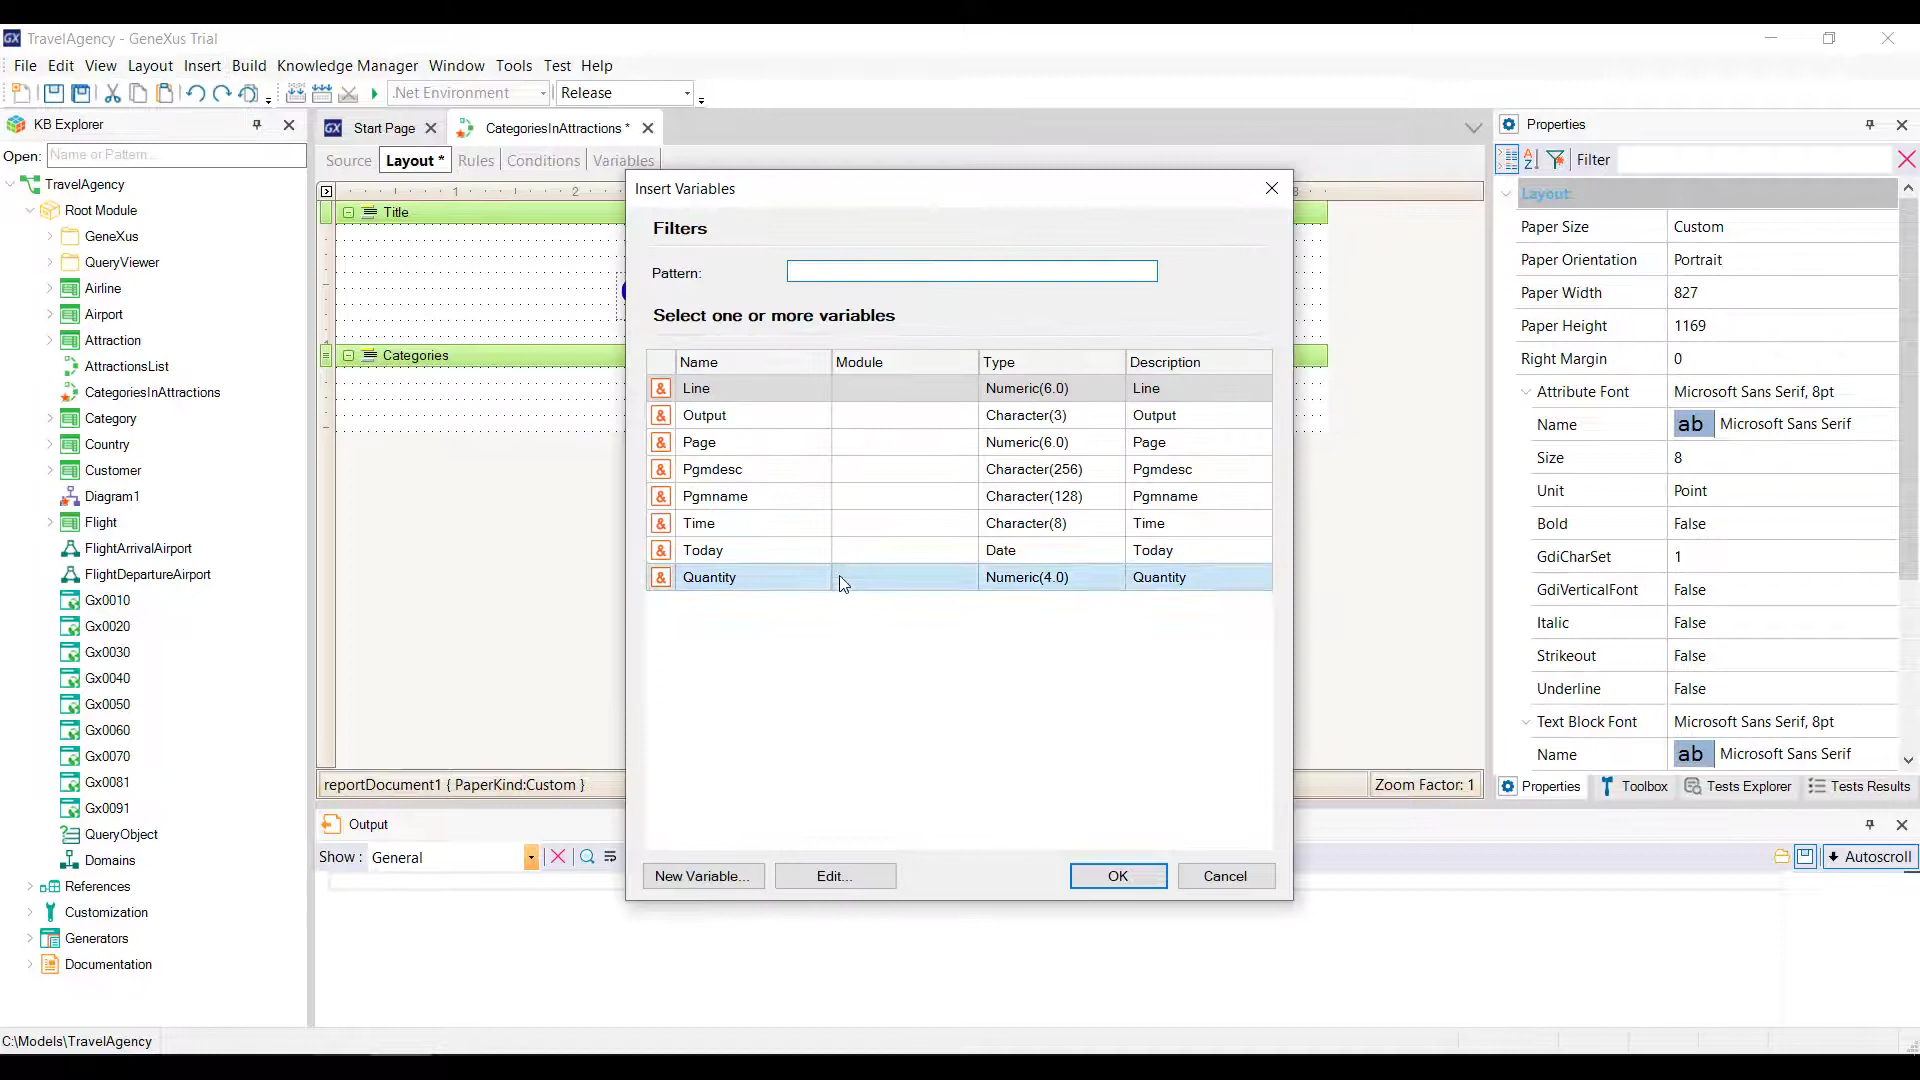 TravelAgency - GeneXus Trial
File Edit View Layout Insert Build Knowledge Manager Window Tools Test Help
.Net Environment Release
KB Explorer
Open: Name or Pattern...
TravelAgency
Root Module
GeneXus
QueryViewer
Airline
Airport
Attraction
AttractionsList
CategoriesInAttractions
Category
Country
Customer
Diagram1
Flight
FlightArrivalAirport
FlightDepartureAirport
Gx0010
Gx0020
Gx0030
Gx0040
Gx0050
Gx0060
Gx0070
Gx0081
Gx0091
QueryObject
Domains
References
Customization
Generators
Documentation
Start Page CategoriesInAttractions *
Source Layout * Rules Conditions Variables
1 2
Title
Categories
reportDocument1 { PaperKind:Custom }
Zoom Factor: 1
Insert Variables
Filters
Pattern:
Select one or more variables
Name Module Type Description
& Line Numeric(6.0) Line
& Output Character(3) Output
& Page Numeric(6.0) Page
& Pgmdesc Character(256) Pgmdesc
& Pgmname Character(128) Pgmname
& Time Character(8) Time
& Today Date Today
& Quantity Numeric(4.0) Quantity
New Variable... Edit... OK Cancel
Output
Show : General
Autoscroll
Properties
Filter
Layout:
Paper Size Custom
Paper Orientation Portrait
Paper Width 827
Paper Height 1169
Right Margin 0
Attribute Font Microsoft Sans Serif, 8pt
Name ab Microsoft Sans Serif
Size 8
Unit Point
Bold False
GdiCharSet 1
GdiVerticalFont False
Italic False
Strikeout False
Underline False
Text Block Font Microsoft Sans Serif, 8pt
Name ab Microsoft Sans Serif
Properties Toolbox Tests Explorer Tests Results
C:\Models\TravelAgency